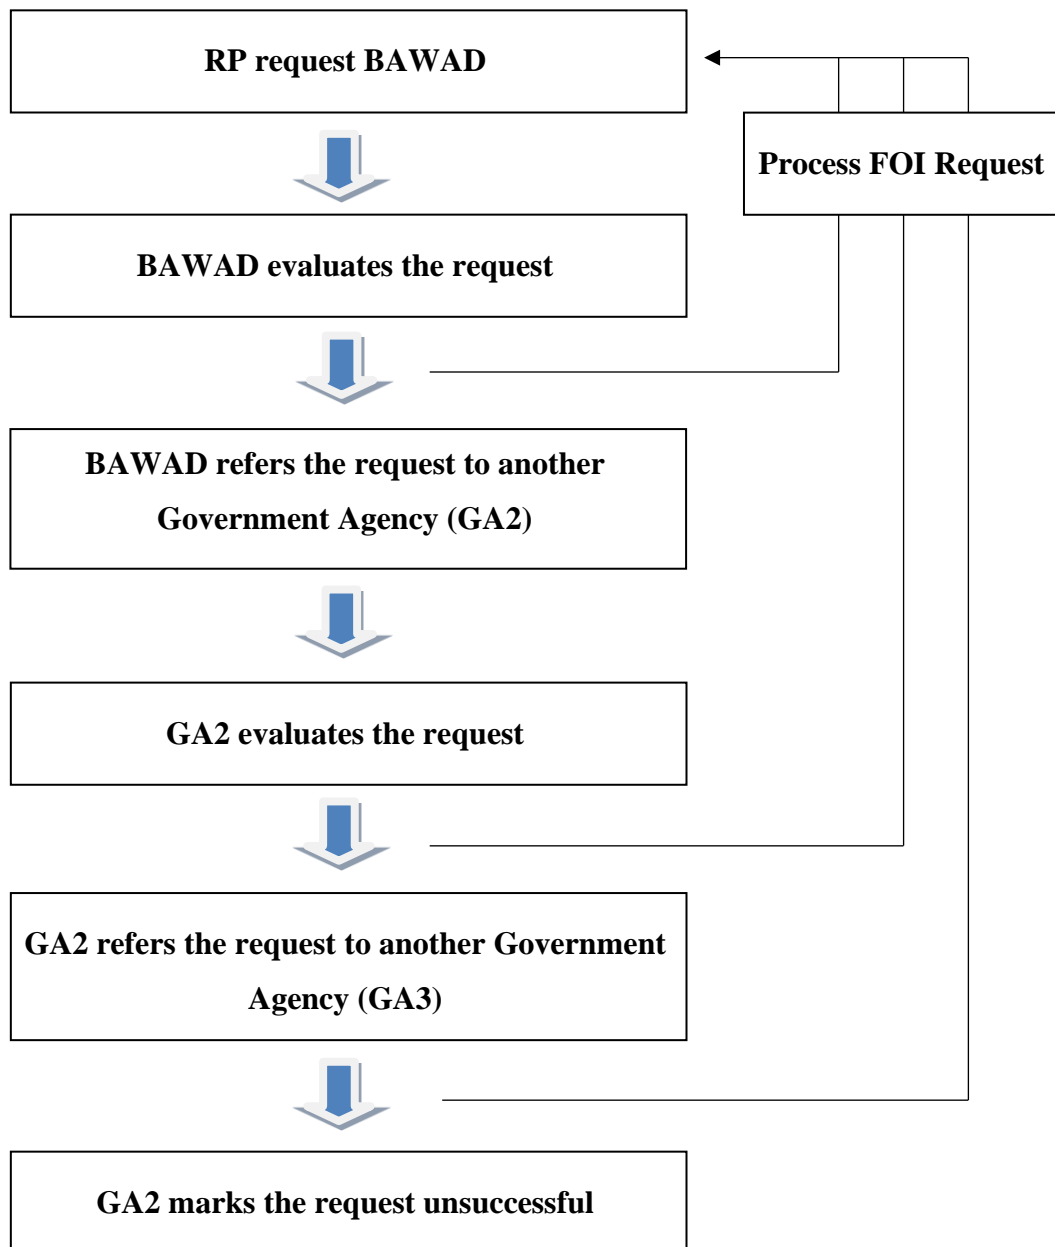 RP request BAWAD
Process FOI Request
BAWAD evaluates the request
BAWAD refers the request to another
Government Agency (GA2)
GA2 evaluates the request
GA2 refers the request to another Government
Agency (GA3)
GA2 marks the request unsuccessful